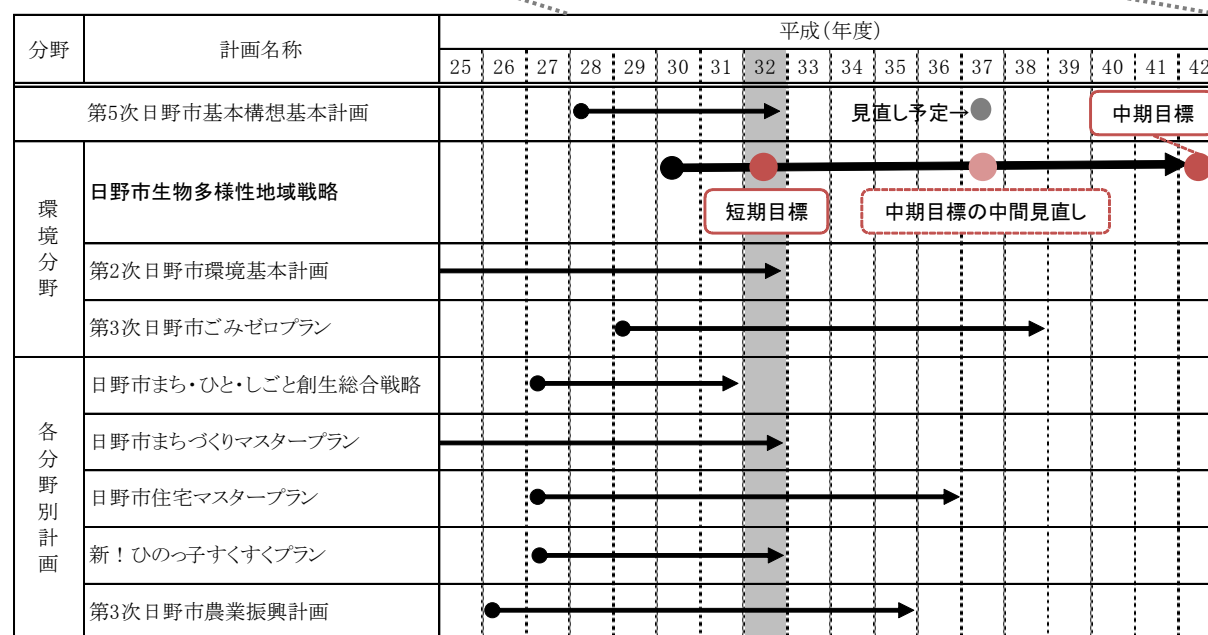 分野 計画名称 平成(年度)
25 26 27 28 29 30 31 32 33 34 35 36 37 38 39 40 41 42
第5次日野市基本構想基本計画 見直し予定→ 中期目標
環境分野
日野市生物多様性地域戦略
短期目標 中期目標の中間見直し
第2次日野市環境基本計画
第3次日野市ごみゼロプラン
各分野別計画
日野市まち・ひと・しごと創生総合戦略
日野市まちづくりマスタープラン
日野市住宅マスタープラン
新！ひのっ子すくすくプラン
第3次日野市農業振興計画